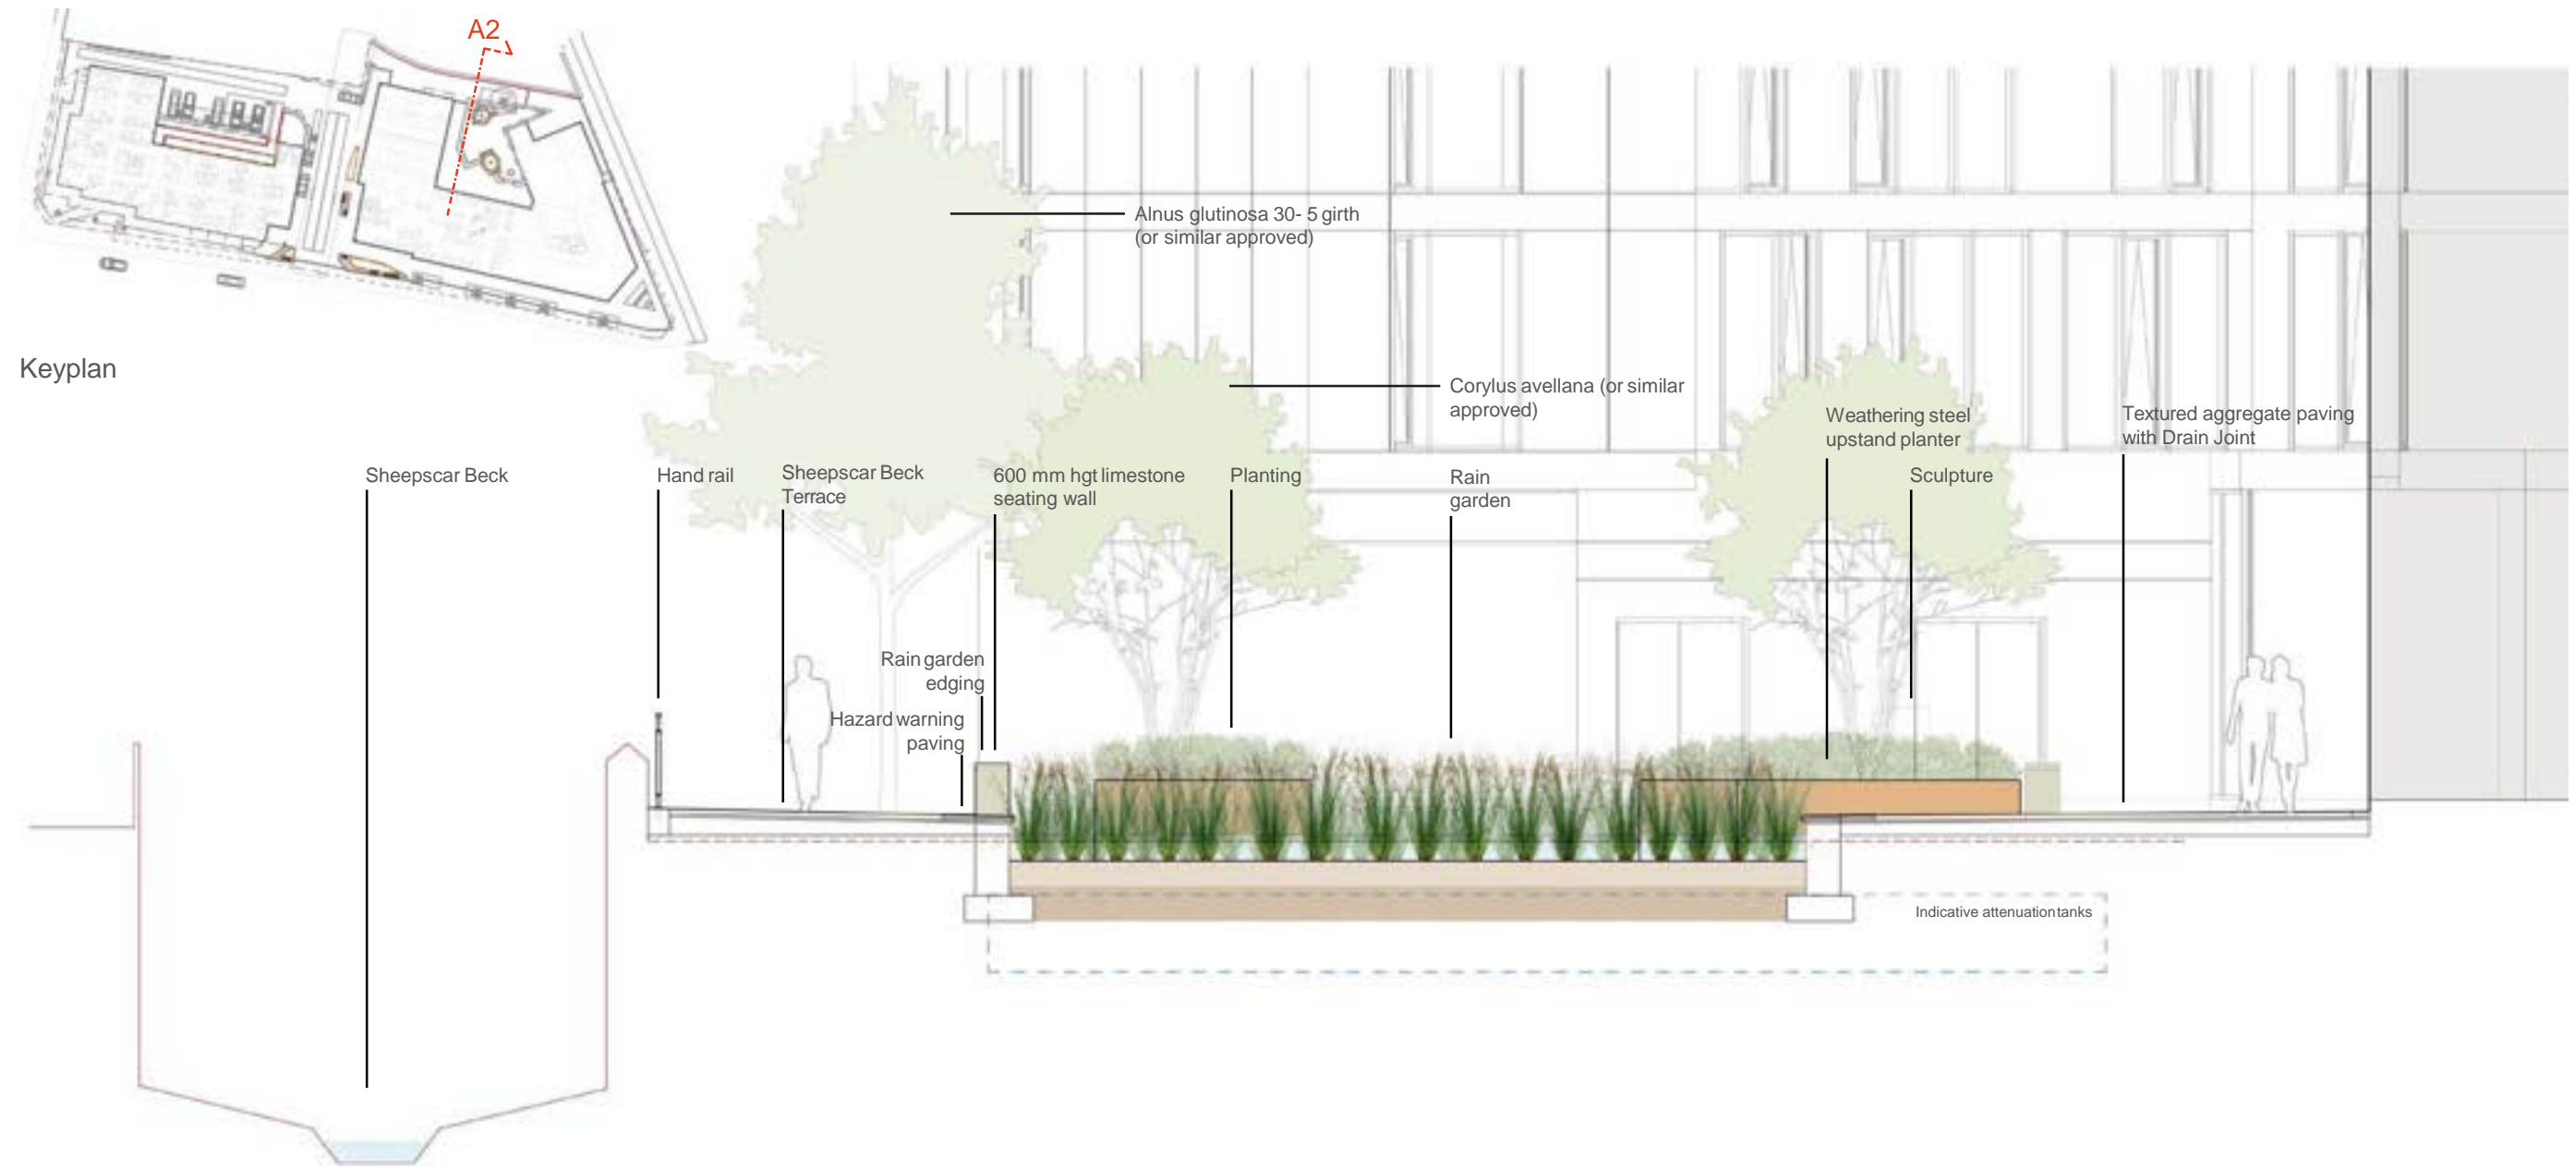 A2
Keyplan
Alnus glutinosa 30- 5 girth
(or similar approved)
Corylus avellana (or similar
approved)
Weathering steel
upstand planter
Textured aggregate paving
with Drain Joint
Sheepscar Beck
Hand rail
Sheepscar Beck
Terrace
600 mm hgt limestone
seating wall
Planting
Rain
garden
Sculpture
Rain garden
edging
Hazard warning
paving
Indicative attenuation tanks